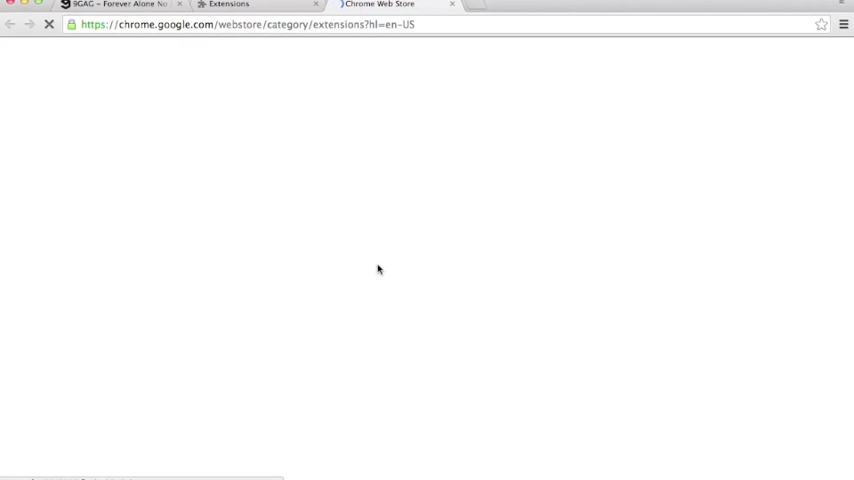 9GAG – Forever Alone No
Extensions
Chrome Web Store
https://chrome.google.com/webstore/category/extensions?hl=en-US